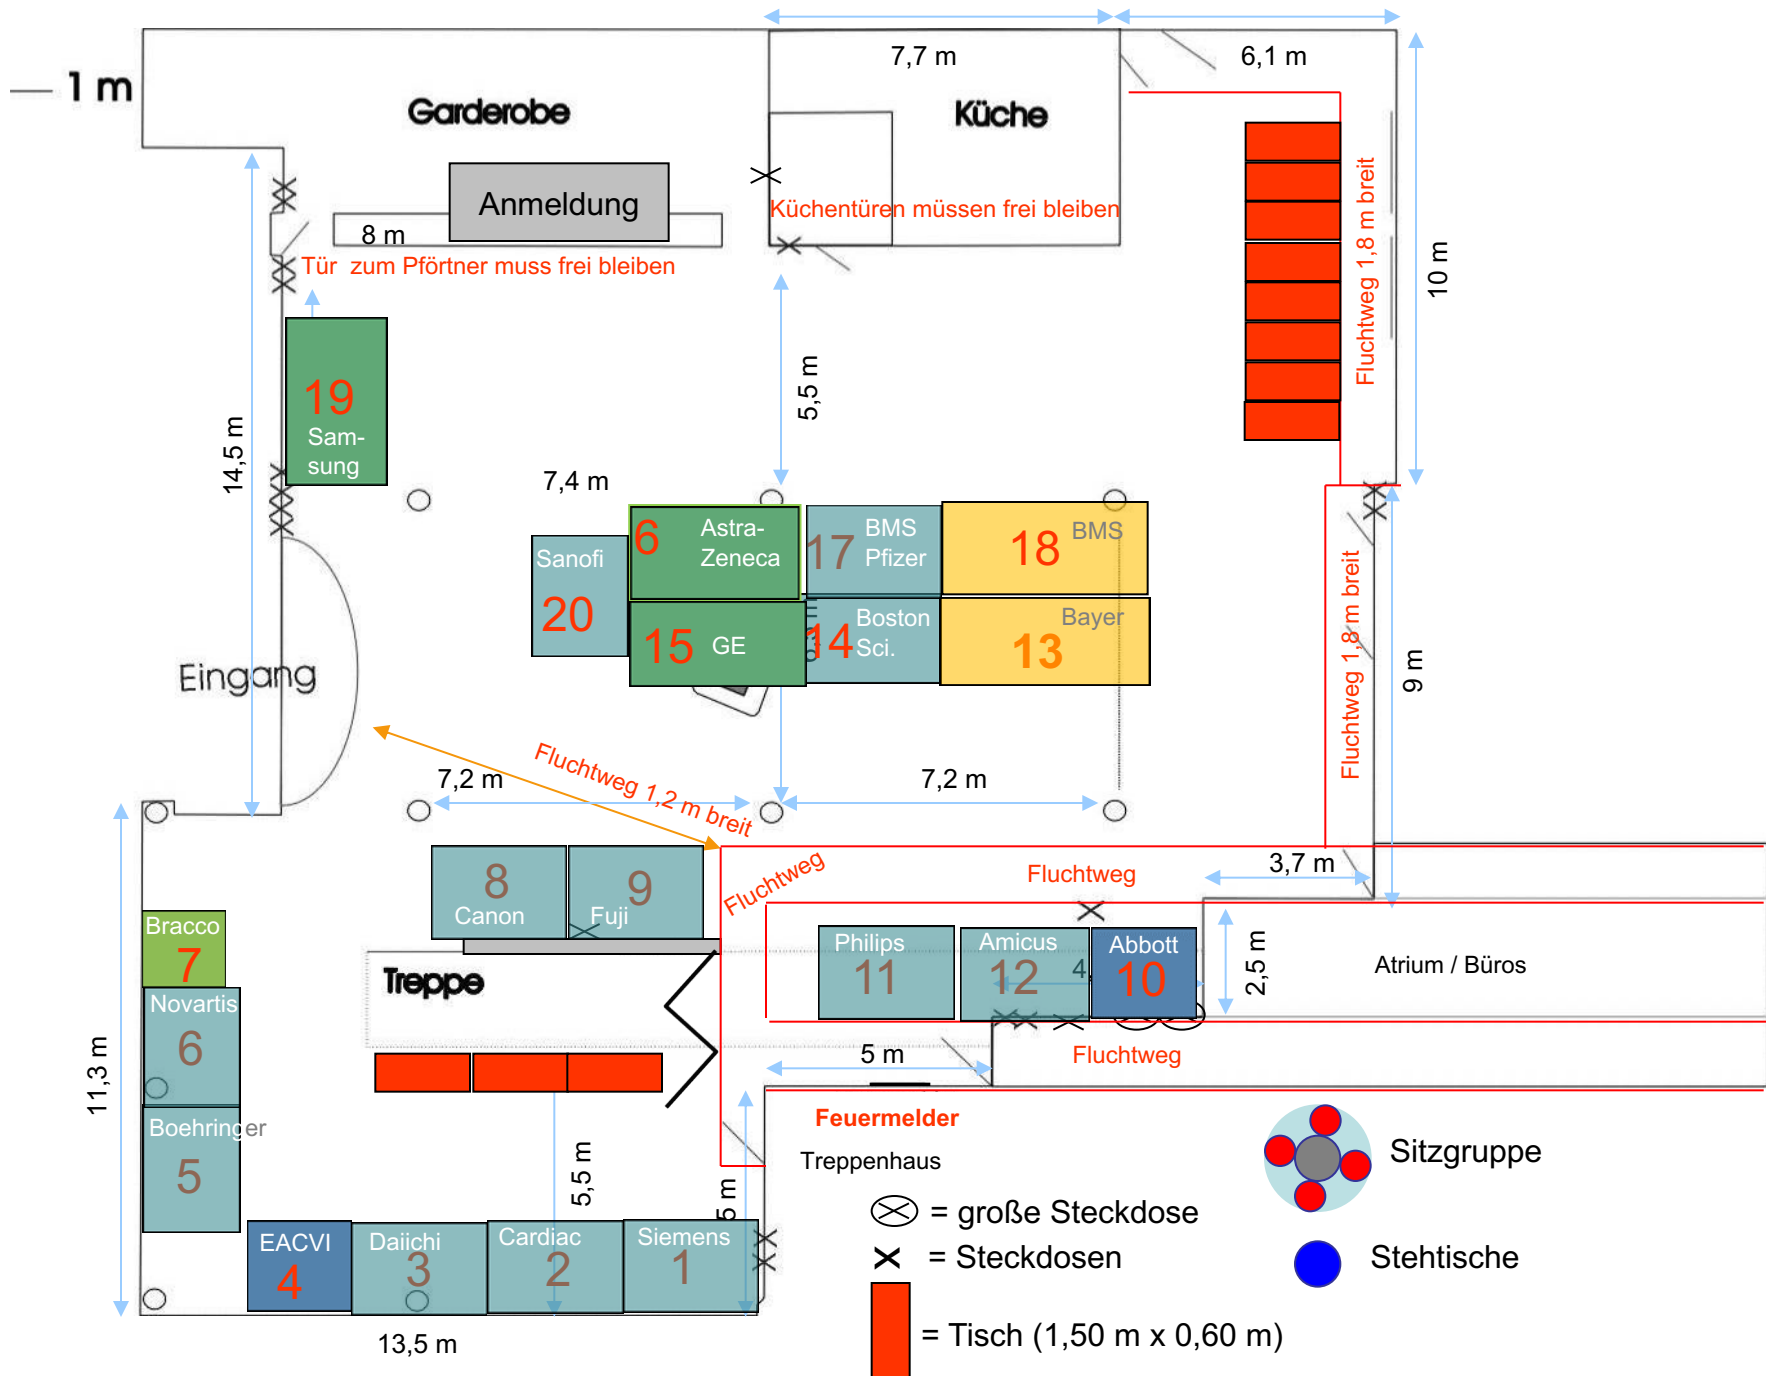 7,7 m
6,1 m
1 m
Garderobe
Küche
Anmeldung
8 m
Küchentüren müssen frei bleiben
Tür zum Pförtner muss frei bleiben
Fluchtweg 1,8 m breit
10 m
19
Sam-
sung
14,5 m
5,5 m
7,4 m
Sanofi
20
6
Astra-
Zeneca
17
BMS
Pfizer
18
BMS
15
GE
14
Boston
Sci.
13
Bayer
Eingang
Fluchtweg 1,8 m breit
9 m
Fluchtweg 1,2 m breit
7,2 m
7,2 m
8
Canon
9
Fuji
Fluchtweg
Fluchtweg
3,7 m
Bracco
7
Novartis
6
Boehringer
5
Treppe
Philips
11
Amicus
12
4
Abbott
10
2,5 m
Atrium / Büros
5 m
Fluchtweg
11,3 m
Feuermelder
Treppenhaus
5,5 m
5 m
EACVI
4
Daiichi
3
Cardiac
2
Siemens
1
13,5 m
Sitzgruppe
= große Steckdose
= Steckdosen
Stehtische
= Tisch (1,50 m x 0,60 m)